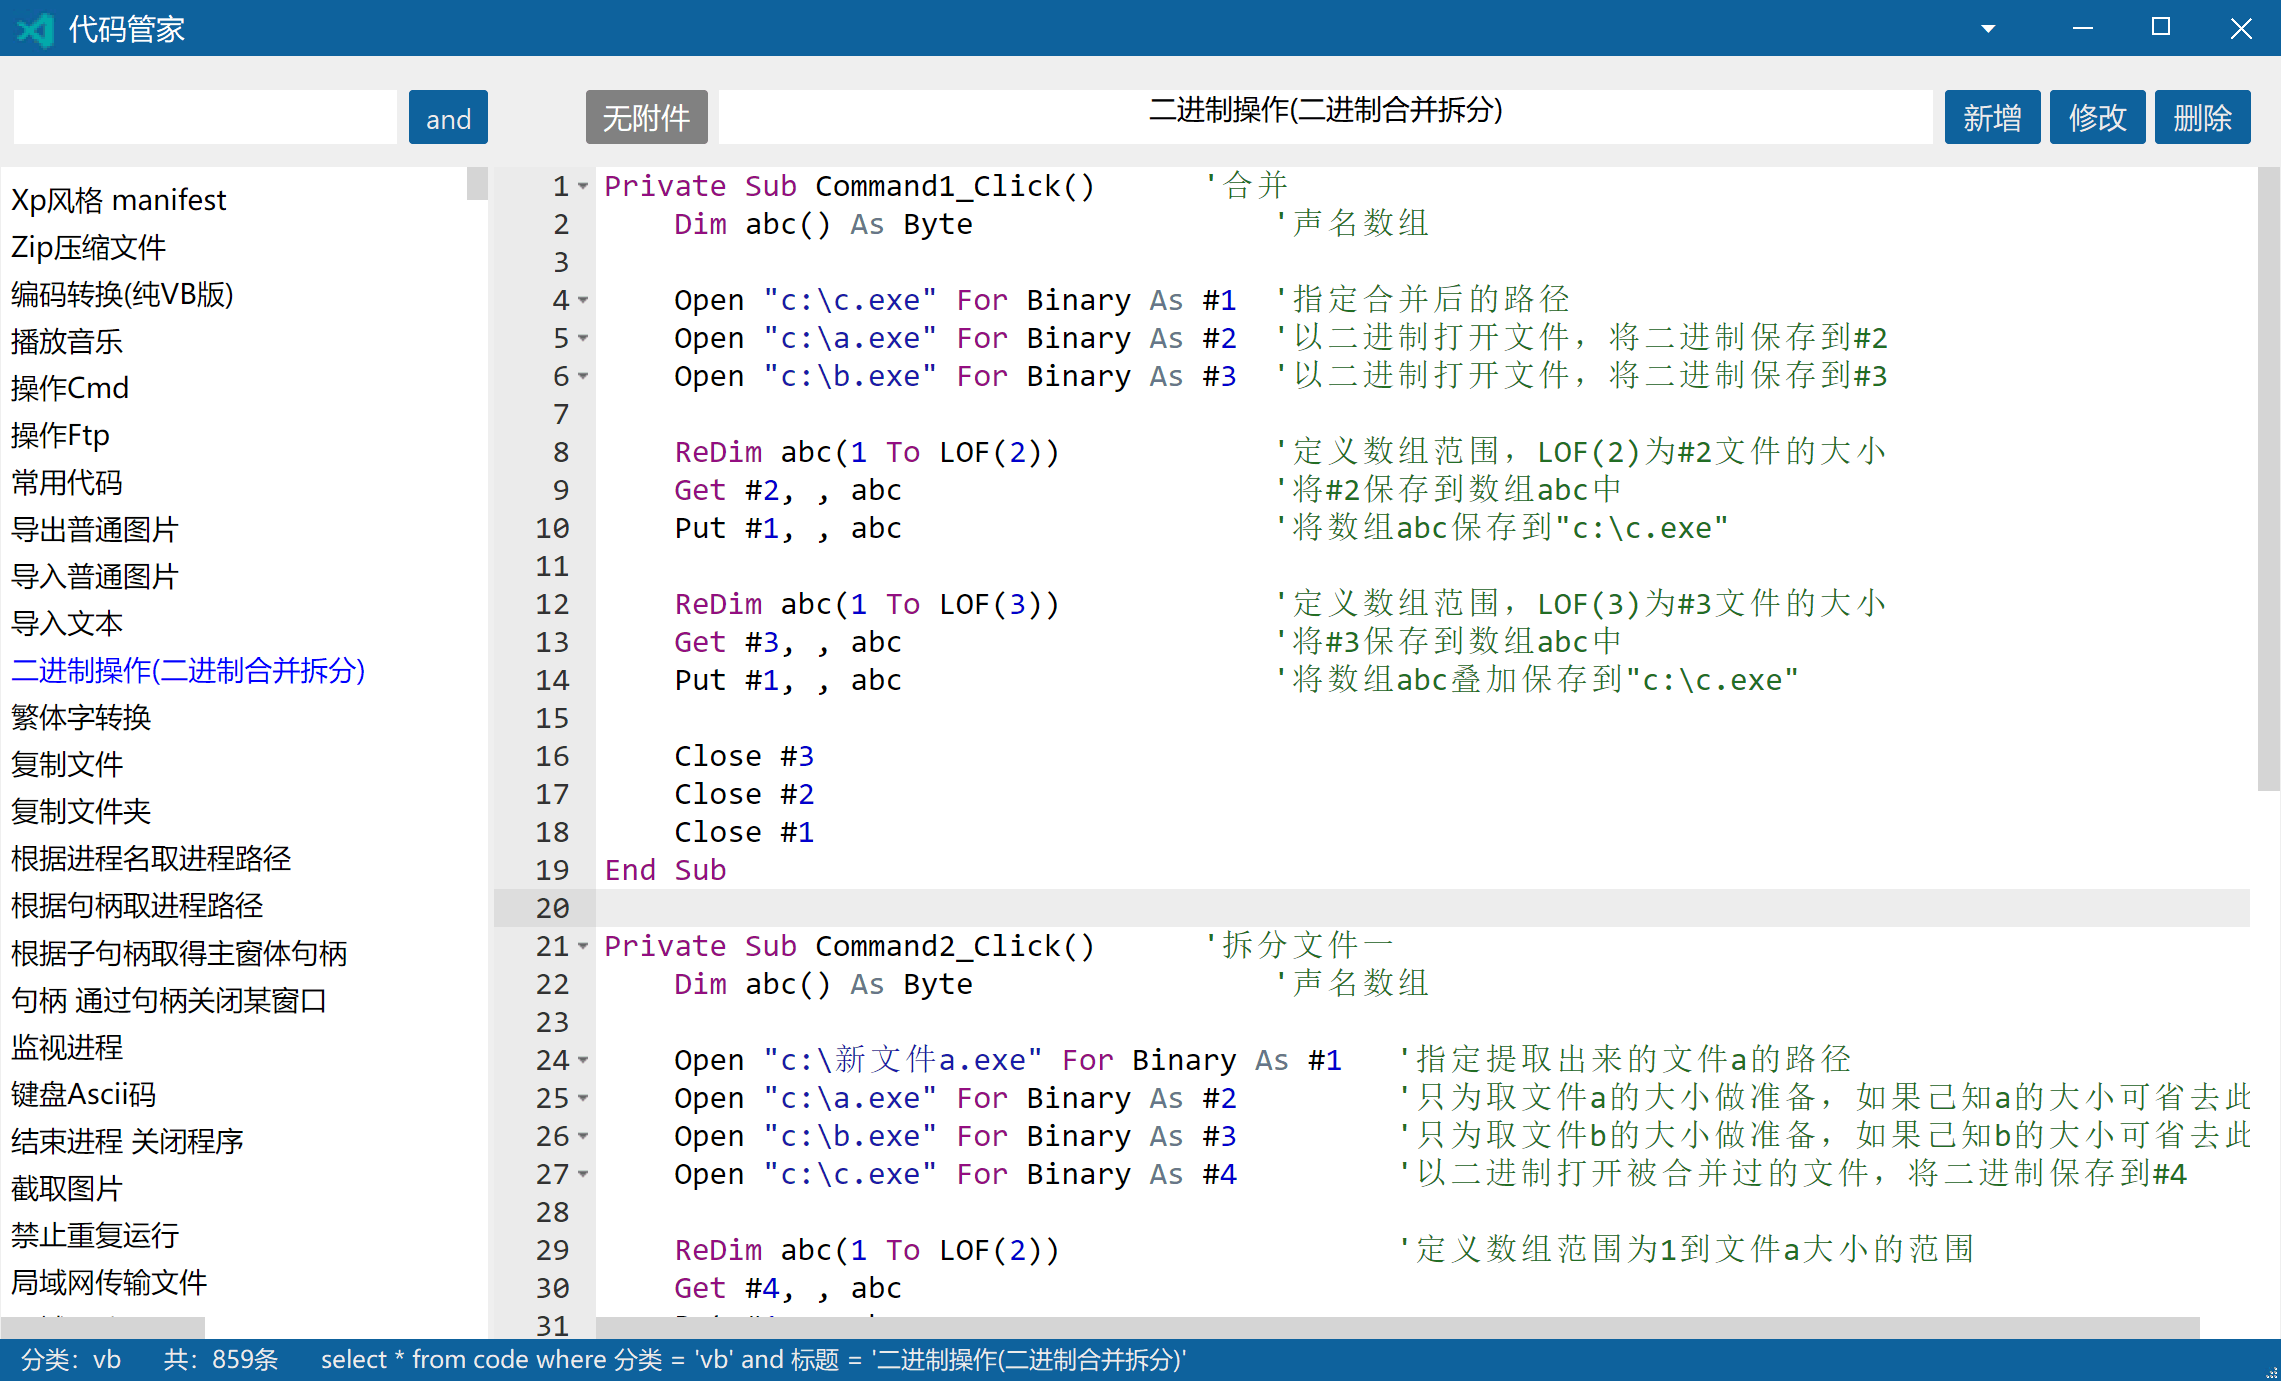 代码管家
and
无附件
二进制操作(二进制合并拆分)
新增
修改
删除
Xp风格 manifest
Zip压缩文件
编码转换(纯VB版)
播放音乐
操作Cmd
操作Ftp
常用代码
导出普通图片
导入普通图片
导入文本
二进制操作(二进制合并拆分)
繁体字转换
复制文件
复制文件夹
根据进程名取进程路径
根据句柄取进程路径
根据子句柄取得主窗体句柄
句柄 通过句柄关闭某窗口
监视进程
键盘Ascii码
结束进程 关闭程序
截取图片
禁止重复运行
局域网传输文件
1 Private Sub Command1_Click()      '合并
2     Dim abc() As Byte                 '声名数组
3
4     Open "c:\c.exe" For Binary As #1  '指定合并后的路径
5     Open "c:\a.exe" For Binary As #2  '以二进制打开文件，将二进制保存到#2
6     Open "c:\b.exe" For Binary As #3  '以二进制打开文件，将二进制保存到#3
7
8     ReDim abc(1 To LOF(2))            '定义数组范围，LOF(2)为#2文件的大小
9     Get #2, , abc                     '将#2保存到数组abc中
10     Put #1, , abc                     '将数组abc保存到"c:\c.exe"
11
12     ReDim abc(1 To LOF(3))            '定义数组范围，LOF(3)为#3文件的大小
13     Get #3, , abc                     '将#3保存到数组abc中
14     Put #1, , abc                     '将数组abc叠加保存到"c:\c.exe"
15
16     Close #3
17     Close #2
18     Close #1
19 End Sub
20
21 Private Sub Command2_Click()      '拆分文件一
22     Dim abc() As Byte                 '声名数组
23
24     Open "c:\新文件a.exe" For Binary As #1   '指定提取出来的文件a的路径
25     Open "c:\a.exe" For Binary As #2         '只为取文件a的大小做准备，如果己知a的大小可省去此
26     Open "c:\b.exe" For Binary As #3         '只为取文件b的大小做准备，如果己知b的大小可省去此
27     Open "c:\c.exe" For Binary As #4         '以二进制打开被合并过的文件，将二进制保存到#4
28
29     ReDim abc(1 To LOF(2))                   '定义数组范围为1到文件a大小的范围
30     Get #4, , abc
31
分类：vb
共：859条
select * from code where 分类 = 'vb' and 标题 = '二进制操作(二进制合并拆分)'